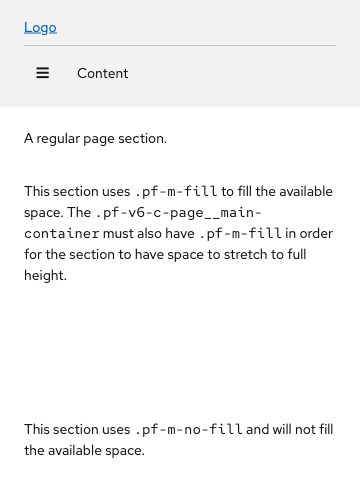 Logo
Content
A regular page section.
This section uses .pf-m-fill to fill the available
space. The .pf-v6-c-page__main-
container must also have .pf-m-fill in order
for the section to have space to stretch to full
height.
This section uses .pf-m-no-fill and will not fill
the available space.